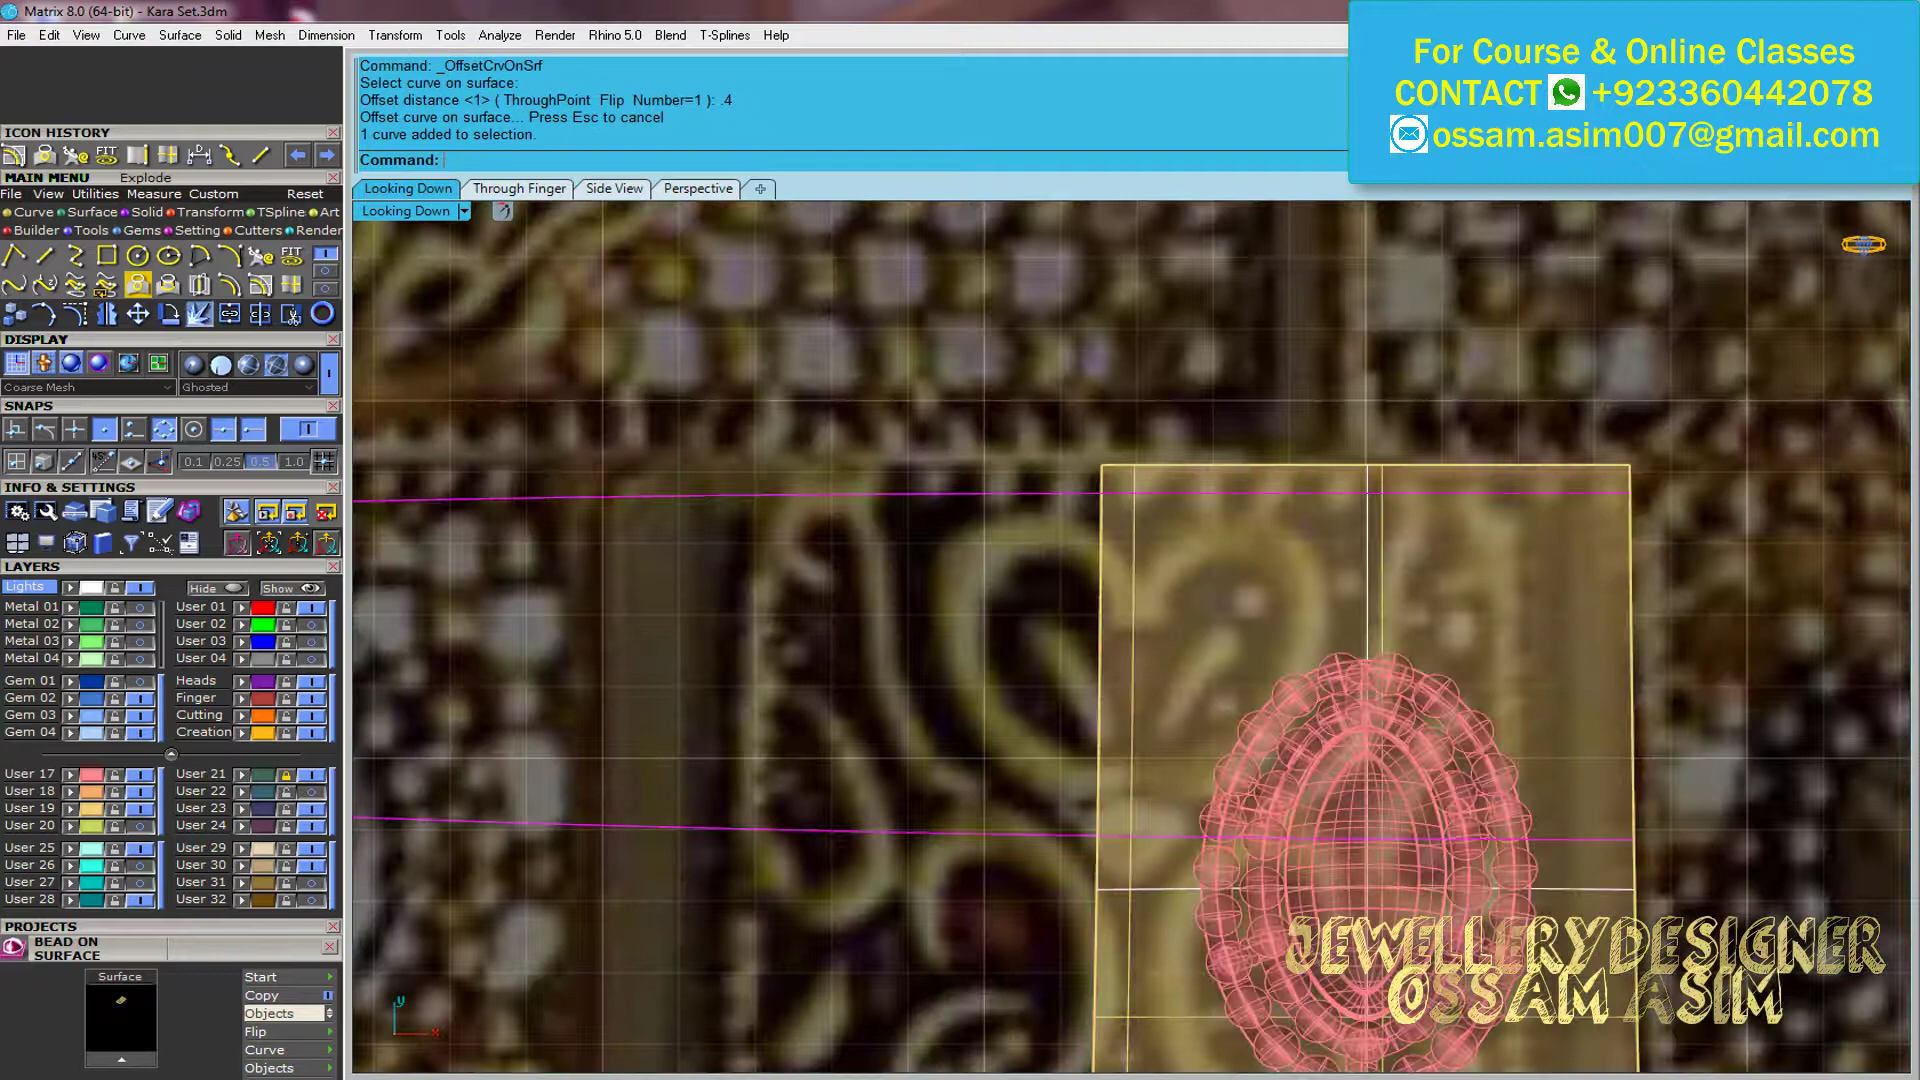 Matrix 8.0 (64-bit) - Kara Set.3dm
File Edit View Curve Surface Solid Mesh Dimension Transform Tools Analyze Render Rhino 5.0 Blend T-Splines Help
For Course & Online Classes
CONTACT +923360442078
ossam.asim007@gmail.com
Command: _OffsetCrvOnSrf
Select curve on surface:
Offset distance <1> ( ThroughPoint Flip Number=1 ): .4
Offset curve on surface... Press Esc to cancel
1 curve added to selection.
Command:
Looking Down Through Finger Side View Perspective
Looking Down
ICON HISTORY
FIT
MAIN MENU Explode
File View Utilities Measure Custom Reset
Curve Surface Solid Transform TSpline Art
Builder Tools Gems Setting Cutters Render
FIT
DISPLAY
Coarse Mesh Ghosted
SNAPS
0.1 0.25 0.5 1.0
INFO & SETTINGS
LAYERS
Lights Hide Show
Metal 01 User 01
Metal 02 User 02
Metal 03 User 03
Metal 04 User 04
Gem 01 Heads
Gem 02 Finger
Gem 03 Cutting
Gem 04 Creation
User 17 User 21
User 18 User 22
User 19 User 23
User 20 User 24
User 25 User 29
User 26 User 30
User 27 User 31
User 28 User 32
PROJECTS
BEAD ON
SURFACE
Surface
Start
Copy
Objects
Flip
Curve
Objects
y
x
JEWELLERYDESIGNER
OSSAM ASIM